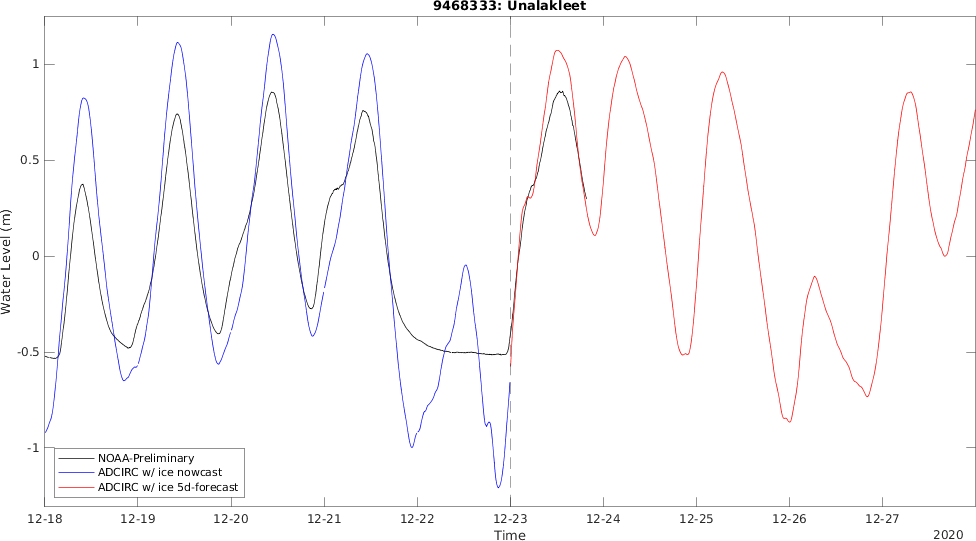 9468333: Unalakleet
Water Level (m)
1
0.5
0
-0.5
-1
NOAA-Preliminary
ADCIRC w/ ice nowcast
ADCIRC w/ ice 5d-forecast
12-18 12-19 12-20 12-21 12-22 12-23 12-24 12-25 12-26 12-27
Time
2020